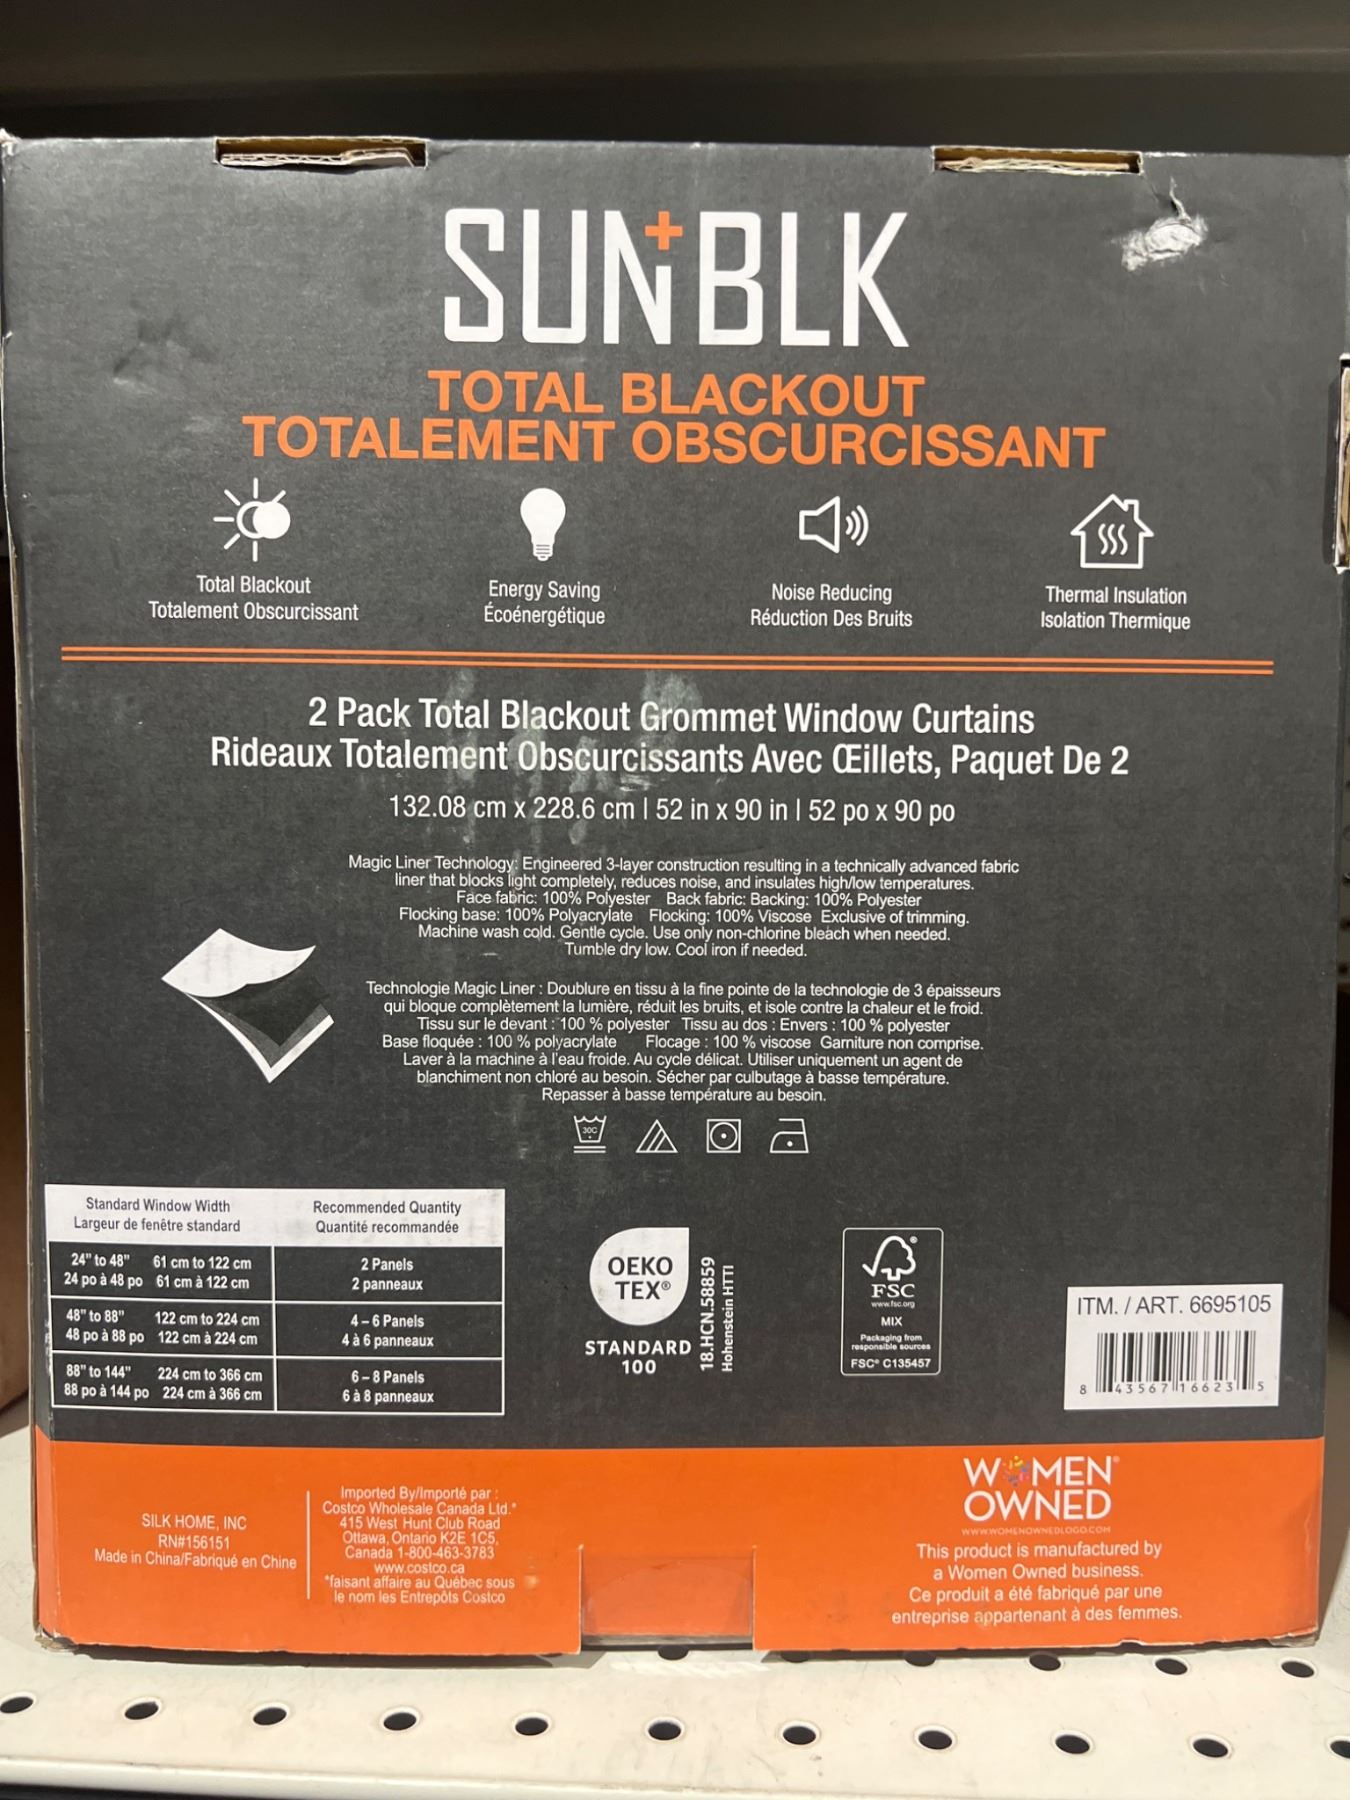 SUN+BLK
TOTAL BLACKOUT
TOTALEMENT OBSCURCISSANT
Total Blackout
Totalement Obscurcissant
Energy Saving
Écoénergétique
Noise Reducing
Réduction Des Bruits
Thermal Insulation
Isolation Thermique
2 Pack Total Blackout Grommet Window Curtains
Rideaux Totalement Obscurcissants Avec Œillets, Paquet De 2
132.08 cm x 228.6 cm | 52 in x 90 in | 52 po x 90 po
Magic Liner Technology: Engineered 3-layer construction resulting in a technically advanced fabric
liner that blocks light completely, reduces noise, and insulates high/low temperatures.
Face fabric: 100% Polyester Back fabric: Backing: 100% Polyester
Flocking base: 100% Polyacrylate Flocking: 100% Viscose Exclusive of trimming.
Machine wash cold. Gentle cycle. Use only non-chlorine bleach when needed.
Tumble dry low. Cool iron if needed.
Technologie Magic Liner : Doublure en tissu à la fine pointe de la technologie de 3 épaisseurs
qui bloque complètement la lumière, réduit les bruits, et isole contre la chaleur et le froid.
Tissu sur le devant : 100 % polyester Tissu au dos : Envers : 100 % polyester
Base floquée : 100 % polyacrylate Flocage : 100 % viscose Garniture non comprise.
Laver à la machine à l'eau froide. Au cycle délicat. Utiliser uniquement un agent de
blanchiment non chloré au besoin. Sécher par culbutage à basse température.
Repasser à basse température au besoin.
30C
Standard Window Width Recommended Quantity
Largeur de fenêtre standard Quantité recommandée
24" to 48" 61 cm to 122 cm 2 Panels
24 po à 48 po 61 cm à 122 cm 2 panneaux
48" to 88" 122 cm to 224 cm 4 – 6 Panels
48 po à 88 po 122 cm à 224 cm 4 à 6 panneaux
88" to 144" 224 cm to 366 cm 6 – 8 Panels
88 po à 144 po 224 cm à 366 cm 6 à 8 panneaux
OEKO
TEX®
STANDARD
100
18.HCN.58859
Hohenstein HTTI
FSC
www.fsc.org
MIX
Packaging from
responsible sources
FSC® C135457
ITM. / ART. 6695105
8 43567 16623 5
SILK HOME, INC
RN#156151
Made in China/Fabriqué en Chine
Imported By/Importé par :
Costco Wholesale Canada Ltd.*
415 West Hunt Club Road
Ottawa, Ontario K2E 1C5,
Canada 1-800-463-3783
www.costco.ca
*faisant affaire au Québec sous
le nom les Entrepôts Costco
WOMEN®
OWNED
WWW.WOMENOWNEDLOGO.COM
This product is manufactured by
a Women Owned business.
Ce produit a été fabriqué par une
entreprise appartenant à des femmes.